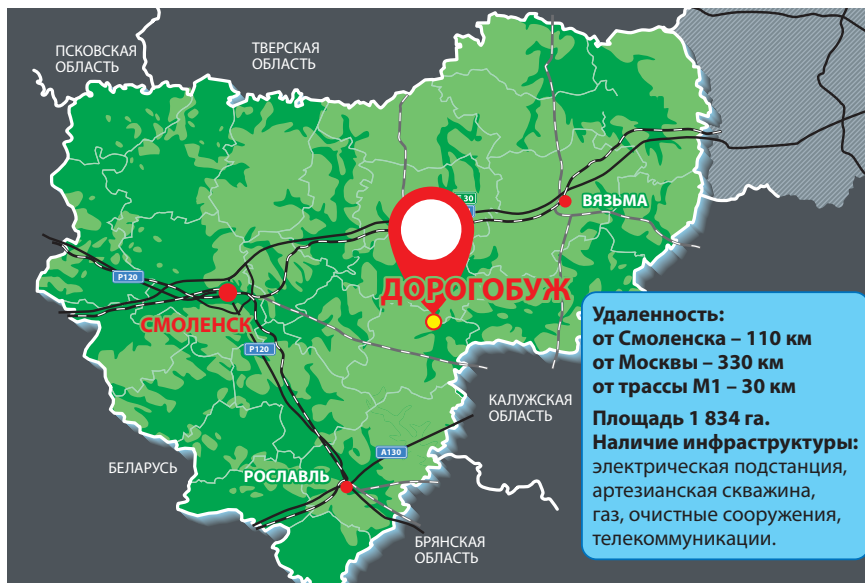 ПСКОВСКАЯ
ОБЛАСТЬ
ТВЕРСКАЯ
ОБЛАСТЬ
ВЯЗЬМА
Р120
ДОРОГОБУЖ
СМОЛЕНСК
Р120
Удаленность:
от Смоленска – 110 км
от Москвы – 330 км
от трассы М1 – 30 км
Площадь 1 834 га.
Наличие инфраструктуры:
электрическая подстанция,
артезианская скважина,
газ, очистные сооружения,
телекоммуникации.
КАЛУЖСКАЯ
ОБЛАСТЬ
БЕЛАРУСЬ
А130
РОСЛАВЛЬ
БРЯНСКАЯ
ОБЛАСТЬ